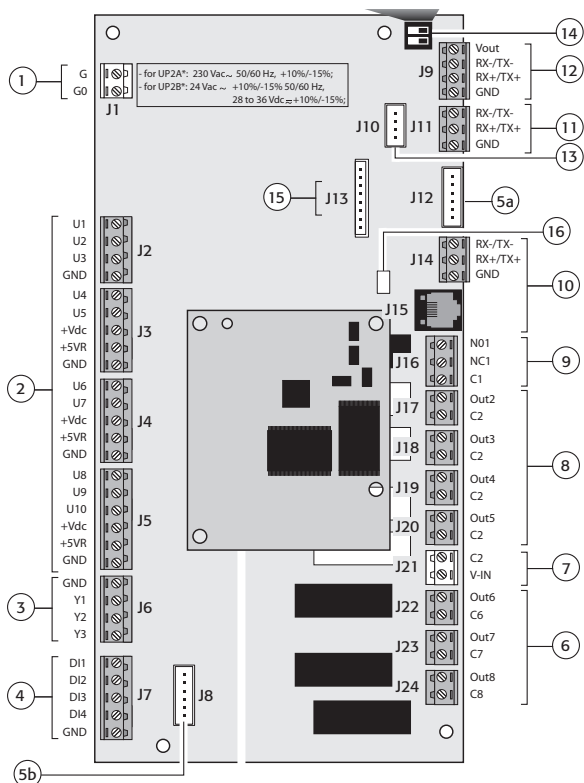 14
1
G
G0
J1
- for UP2A*: 230 Vac~ 50/60 Hz, +10%/-15%;
- for UP2B*: 24 Vac ~ +10%/-15% 50/60 Hz,
28 to 36 Vdc +10%/-15%;
J9
Vout
RX-/TX-
RX+/TX+
GND
12
J10
J11
RX-/TX-
RX+/TX+
GND
11
13
15
J13
J12
5a
16
2
U1
U2
U3
GND
J2
U4
U5
+Vdc
+5VR
GND
J3
U6
U7
+Vdc
+5VR
GND
J4
U8
U9
U10
+Vdc
+5VR
GND
J5
3
GND
Y1
Y2
Y3
J6
4
DI1
DI2
DI3
DI4
GND
J7
J8
5b
J14
RX-/TX-
RX+/TX+
GND
J15
10
J16
N01
NC1
C1
9
J17
Out2
C2
J18
Out3
C2
J19
Out4
C2
J20
Out5
C2
8
J21
C2
V-IN
7
J22
Out6
C6
J23
Out7
C7
J24
Out8
C8
6